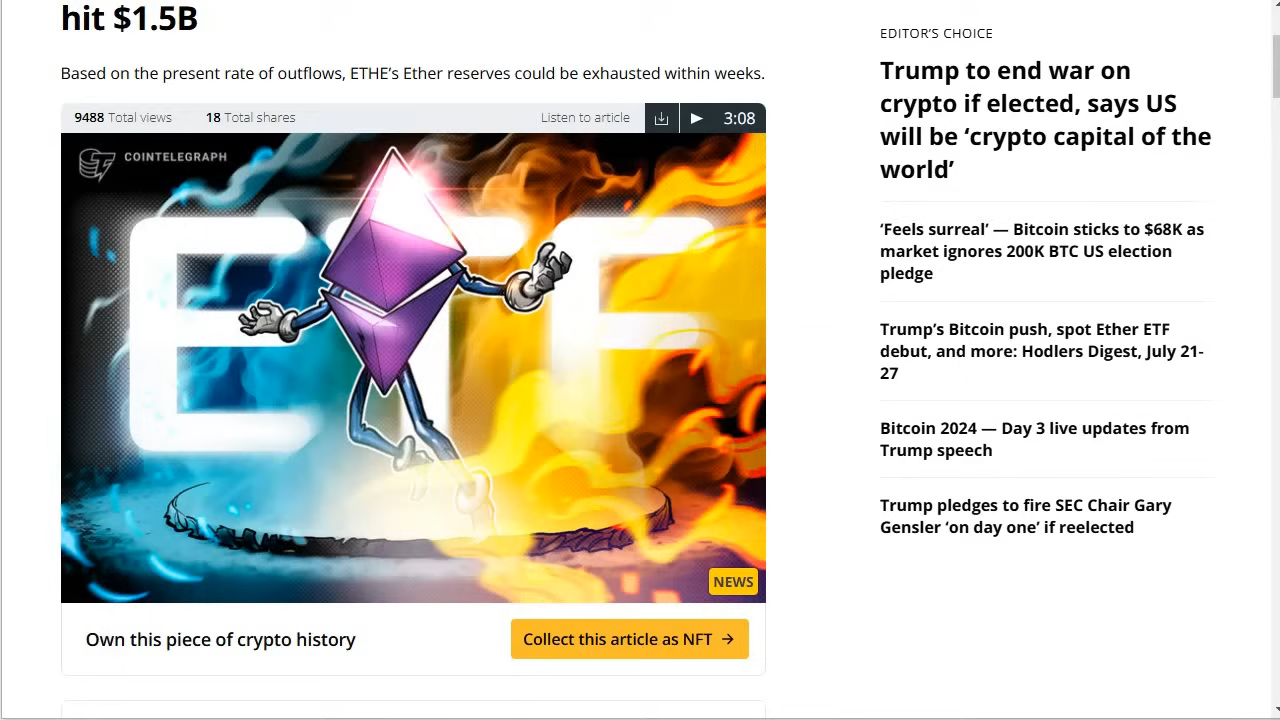 hit $1.5B
Based on the present rate of outflows, ETHE’s Ether reserves could be exhausted within weeks.
9488 Total views 18 Total shares Listen to article 3:08
COINTELEGRAPH
ETF
NEWS
Own this piece of crypto history
Collect this article as NFT →
EDITOR’S CHOICE
Trump to end war on
crypto if elected, says US
will be ‘crypto capital of the
world’
‘Feels surreal’ — Bitcoin sticks to $68K as
market ignores 200K BTC US election
pledge
Trump’s Bitcoin push, spot Ether ETF
debut, and more: Hodlers Digest, July 21-
27
Bitcoin 2024 — Day 3 live updates from
Trump speech
Trump pledges to fire SEC Chair Gary
Gensler ‘on day one’ if reelected